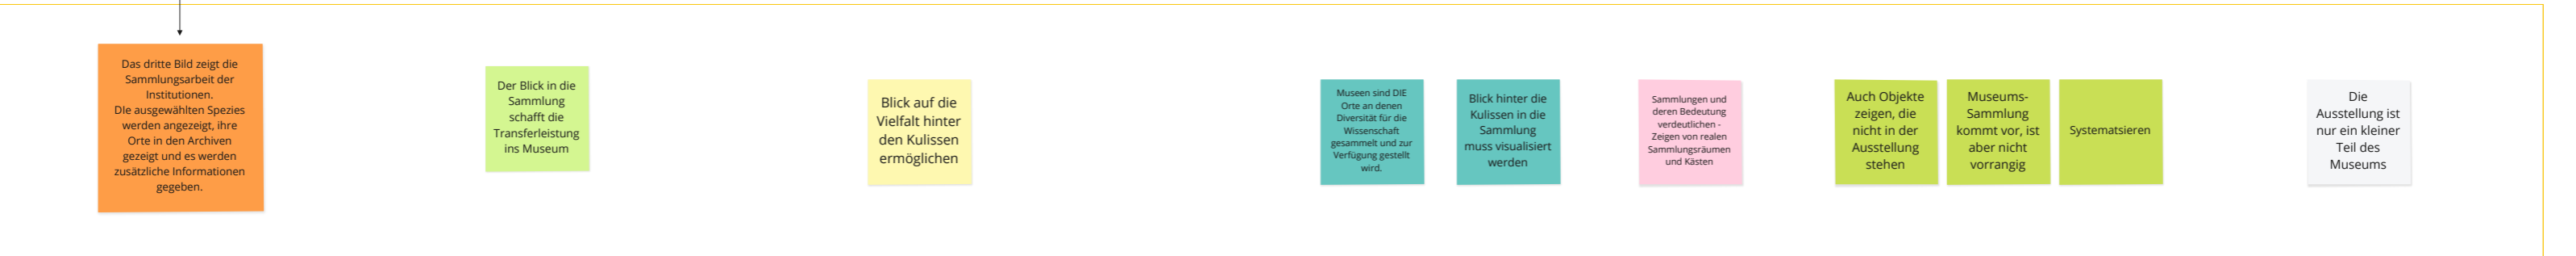 Das dritte Bild zeigt die
Sammlungsarbeit der
Institutionen.
DIe ausgewählten Spezies
werden angezeigt, ihre
Orte in den Archiven
gezeigt und es werden
zusätzliche Informationen
gegeben.
Der Blick in die
Sammlung
schafft die
Transferleistung
ins Museum
Blick auf die
Vielfalt hinter
den Kulissen
ermöglichen
Museen sind DIE
Orte an denen
Diversität für die
Wissenschaft
gesammelt und zur
Verfügung gestellt
wird.
Blick hinter die
Kulissen in die
Sammlung
muss visualisiert
werden
Sammlungen und
deren Bedeutung
verdeutlichen -
Zeigen von realen
Sammlungsräumen
und Kästen
Auch Objekte
zeigen, die
nicht in der
Ausstellung
stehen
Museums-
Sammlung
kommt vor, ist
aber nicht
vorrangig
Systematsieren
Die
Ausstellung ist
nur ein kleiner
Teil des
Museums